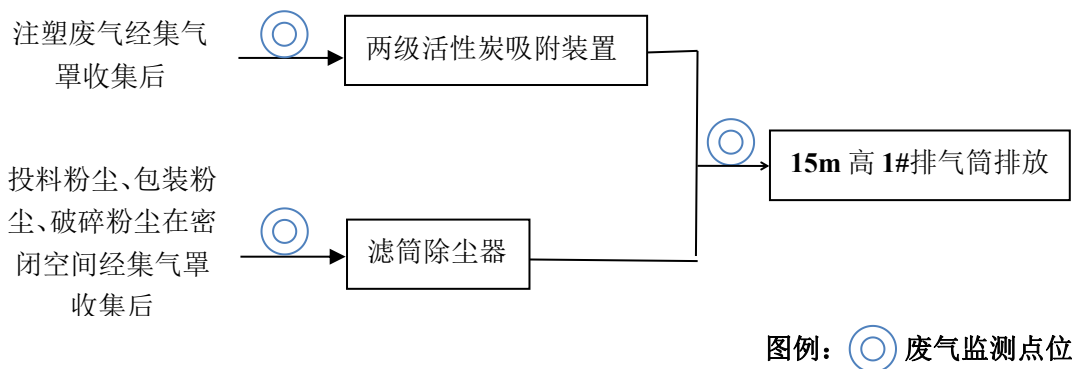 注塑废气经集气
罩收集后
两级活性炭吸附装置
15m 高 1#排气筒排放
投料粉尘、包装粉
尘、破碎粉尘在密
闭空间经集气罩
收集后
滤筒除尘器
图例：
废气监测点位